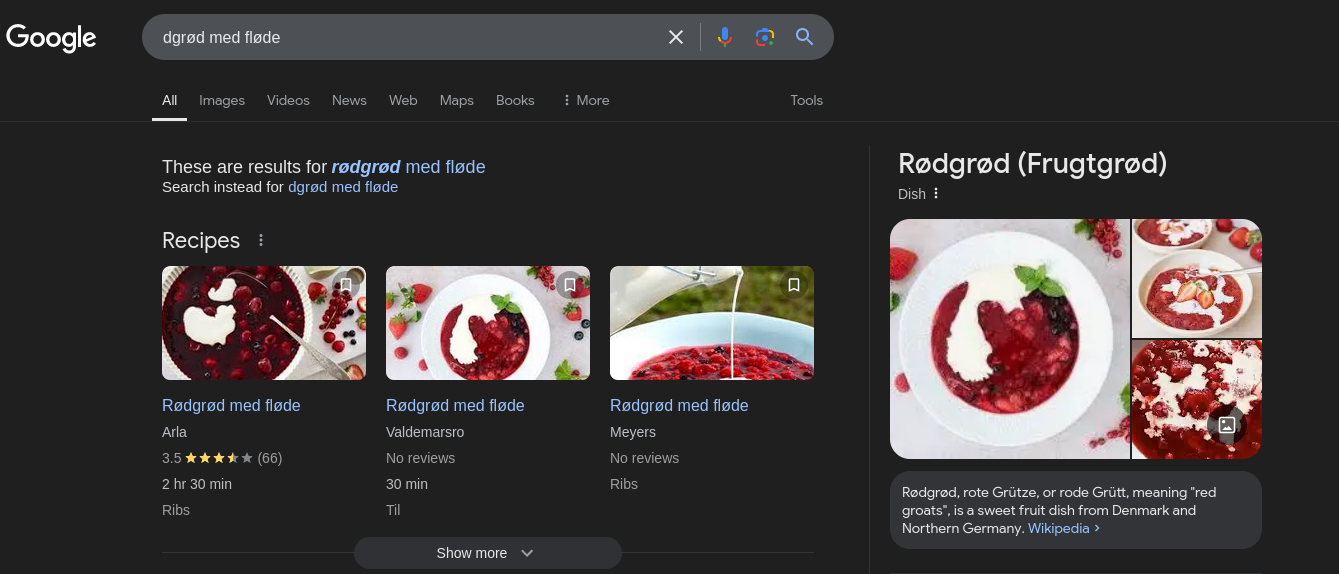 Google
dgrød med fløde
All Images Videos News Web Maps Books More Tools
These are results for rødgrød med fløde
Search instead for dgrød med fløde
Recipes
Rødgrød med fløde
Arla
3.5 (66)
2 hr 30 min
Ribs
Rødgrød med fløde
Valdemarsro
No reviews
30 min
Til
Rødgrød med fløde
Meyers
No reviews
Ribs
Show more
Rødgrød (Frugtgrød)
Dish
Rødgrød, rote Grütze, or rode Grütt, meaning "red
groats", is a sweet fruit dish from Denmark and
Northern Germany. Wikipedia